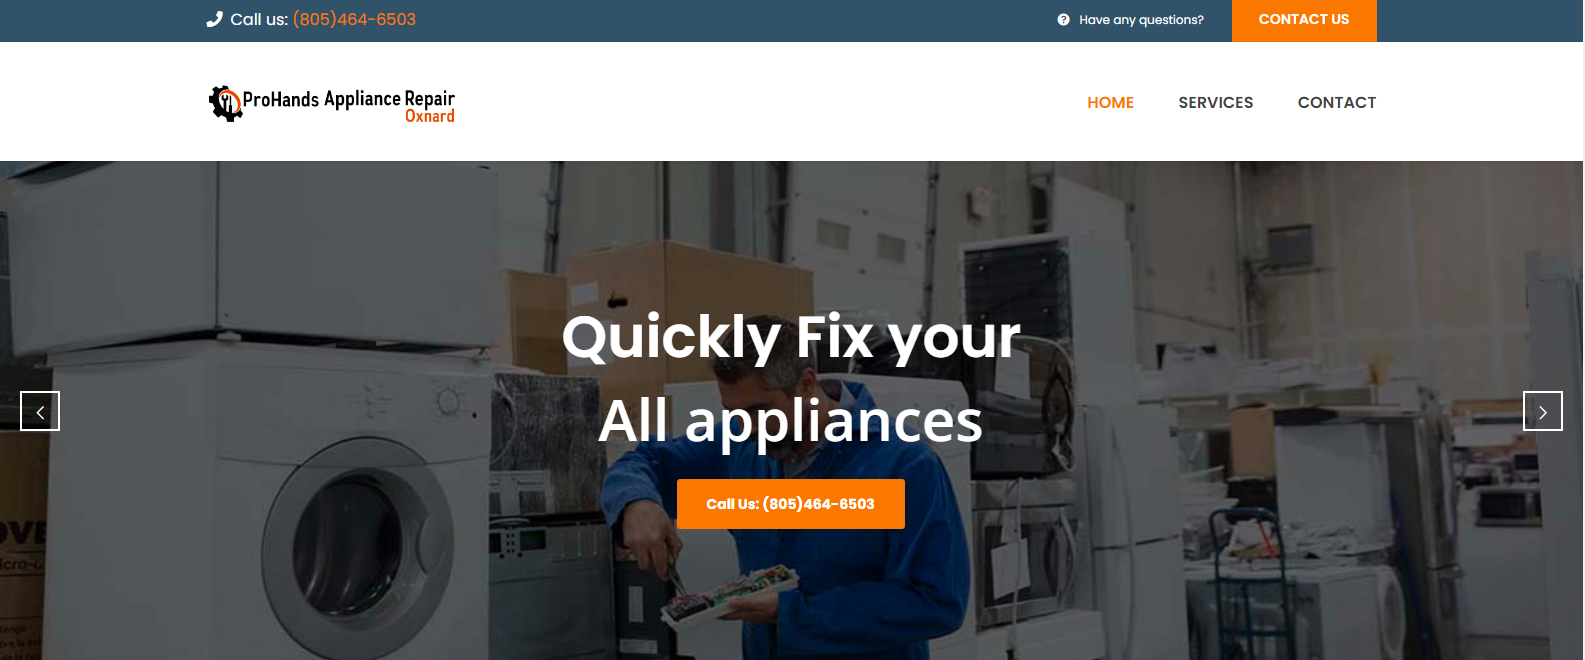 Call us: (805)464-6503
Have any questions?
CONTACT US
ProHands Appliance Repair
Oxnard
HOME
SERVICES
CONTACT
Quickly Fix your
All appliances
Call Us: (805)464-6503